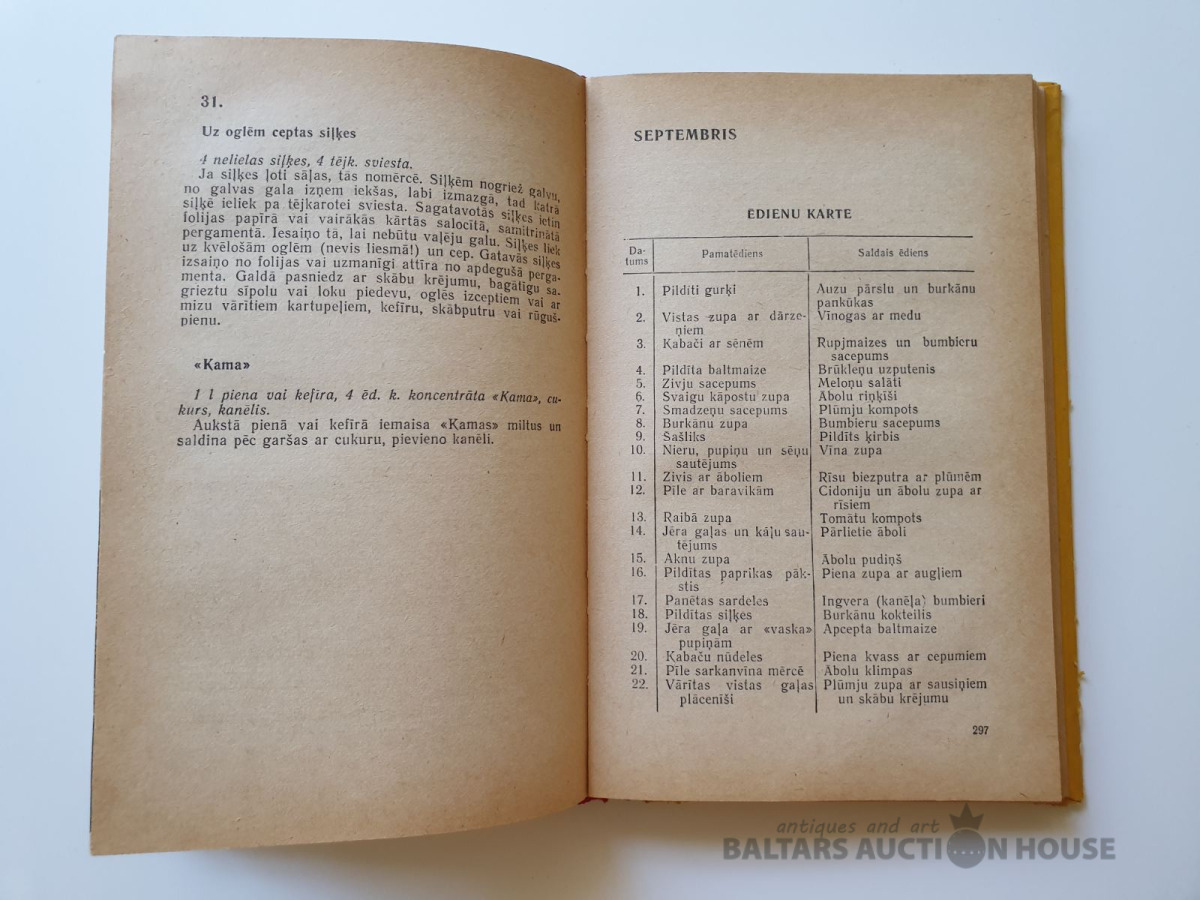 31.
Uz oglēm ceptas siļķes
4 nelielas siļķes, 4 tējk. sviesta.
Ja siļķes ļoti sāļas, tās nomērcē. Siļķēm nogriež galvu,
no galvas gala izņem iekšas, labi izmazgā, tad katrā
siļķē ieliek pa tējkarotei sviesta. Sagatavotās siļķes ietin
folijas papīrā vai vairākās kārtās salocītā, samitrinātā
pergamentā. Iesaiņo tā, lai nebūtu vaļēju galu. Siļķes liek
uz kvēlošām oglēm (nevis liesmā!) un cep. Gatavās siļķes
izsaiņo no folijas vai uzmanīgi attīra no apdegušā perga-
menta. Galdā pasniedz ar skābu krējumu, bagātīgu sa-
grieztu sīpolu vai loku piedevu, oglēs izceptiem vai ar
mizu vārītiem kartupeļiem, kefīru, skābputru vai rūguš-
pienu.
«Kama»
1 l piena vai kefīra, 4 ēd. k. koncentrāta «Kama», cu-
kurs, kanēlis.
Aukstā pienā vai kefīrā iemaisa «Kamas» miltus un
saldina pēc garšas ar cukuru, pievieno kanēli.
SEPTEMBRIS
ĒDIENU KARTE
Da-
tums Pamatēdiens Saldais ēdiens
1. Pildīti gurķi Auzu pārslu un burkānu
pankūkas
2. Vistas zupa ar dārze- Vīnogas ar medu
ņiem
3. Kabači ar sēnēm Rupjmaizes un bumbieru
sacepums
4. Pildīta baltmaize Brūkleņu uzputenis
5. Zivju sacepums Meloņu salāti
6. Svaigu kāpostu zupa Ābolu riņķīši
7. Smadzeņu sacepums Plūmju kompots
8. Burkānu zupa Bumbieru sacepums
9. Šašliks Pildīts ķirbis
10. Nieru, pupiņu un sēņu Vīna zupa
sautējums
11. Zivis ar āboliem Rīsu biezputra ar plūmēm
12. Pīle ar baravikām Cidoniju un ābolu zupa ar
rīsiem
13. Raibā zupa Tomātu kompots
14. Jēra gaļas un kāļu sau- Pārlietie āboli
tējums
15. Aknu zupa Ābolu pudiņš
16. Pildītas paprikas pāk- Piena zupa ar augļiem
stis
17. Panētas sardeles Ingvera (kanēļa) bumbieri
18. Pildītas siļķes Burkānu kokteilis
19. Jēra gaļa ar «vaska» Apcepta baltmaize
pupiņām
20. Kabaču nūdeles Piena kvass ar cepumiem
21. Pīle sarkanvīna mērcē Ābolu klimpas
22. Vārītas vistas gaļas Plūmju zupa ar sausiņiem
plācenīši un skābu krējumu
297
antiques and art
BALTARS AUCTION HOUSE